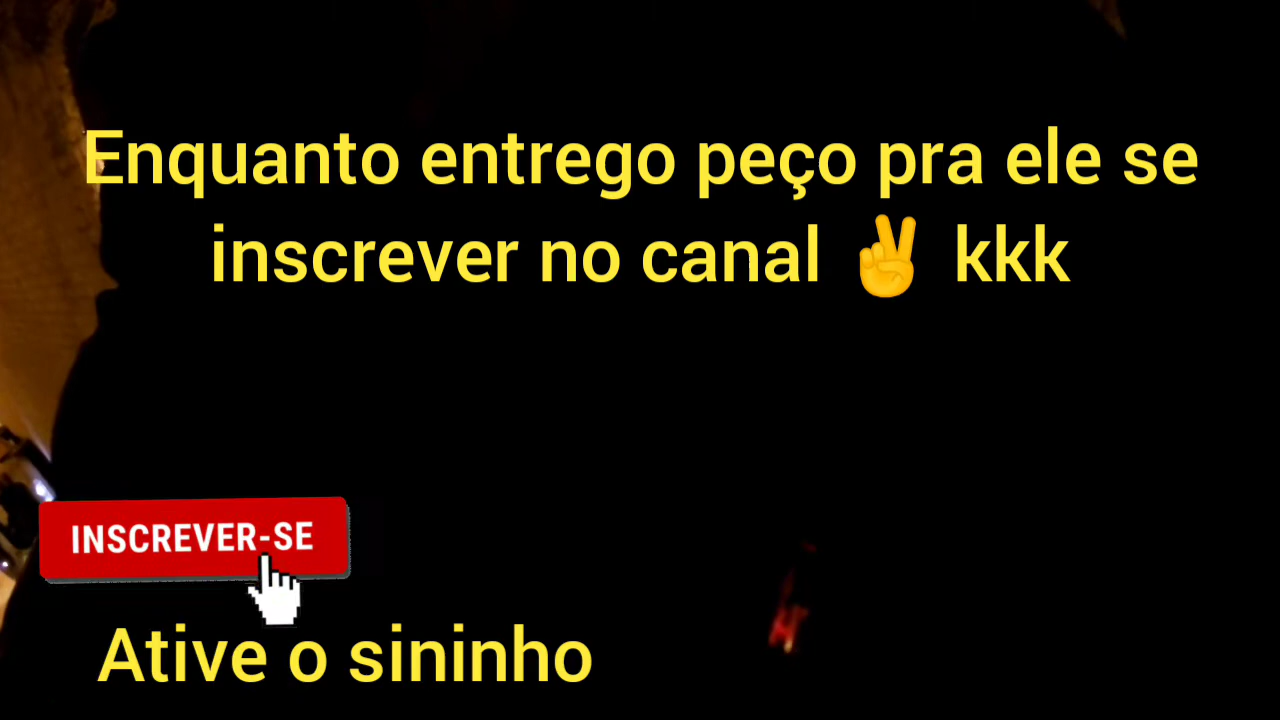 Enquanto entrego peço pra ele se
inscrever no canal ✌ kkk
INSCREVER-SE
Ative o sininho